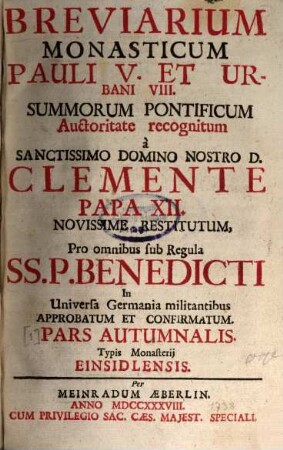 BREVIARIUM
MONASTICUM
PAULI V. ET UR-
BANI VIII.
SUMMORUM PONTIFICUM
Auctoritate recognitum
à
SANCTISSIMO DOMINO NOSTRO D.
CLEMENTE
PAPA XII.
NOVISSIME RESTITUTUM,
Pro omnibus sub Regula
SS. P. BENEDICTI
In
Universa Germania militantibus
APPROBATUM ET CONFIRMATUM.
PARS AUTUMNALIS.
Typis Monasterij
EINSIDLENSIS.
Per
MEINRADUM ÆBERLIN.
ANNO MDCCXXXVIII. 1738
CUM PRIVILEGIO SAC. CÆS. MAJEST. SPECIALI.